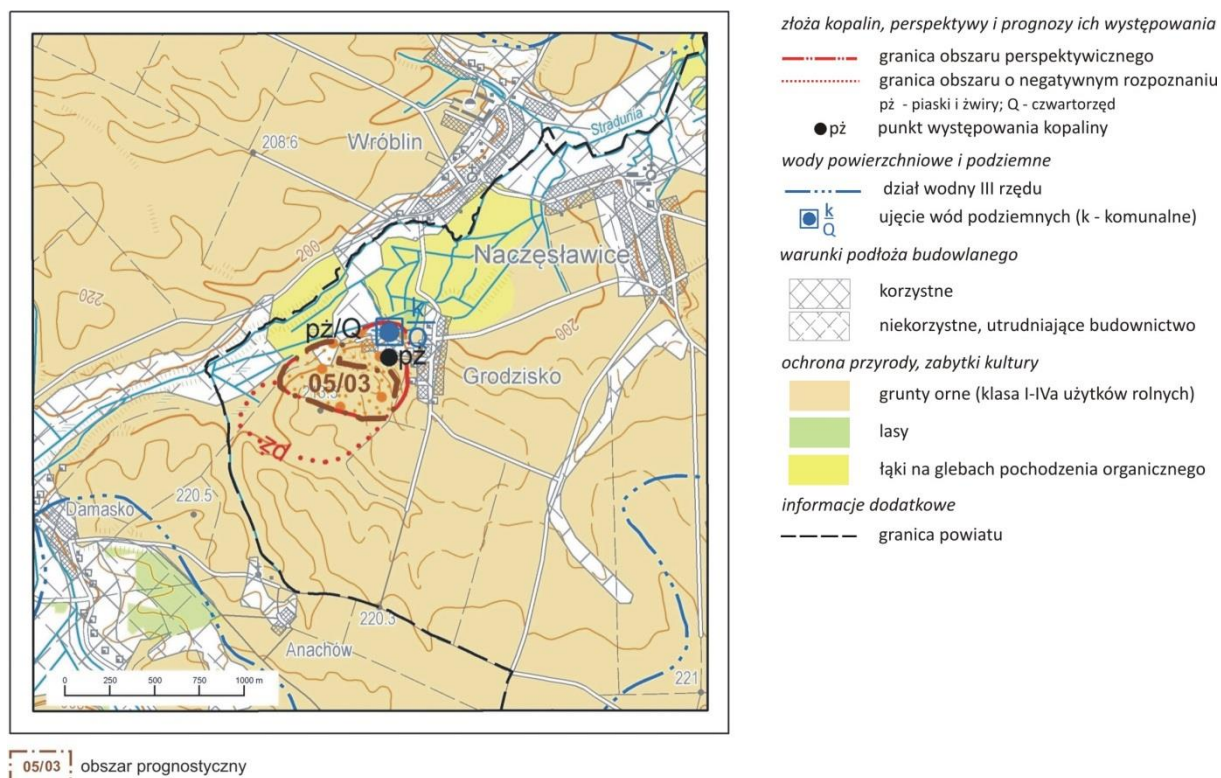 Wróblin
208.6
Stradunia
200
220
Naczęsławice
200
k
Q
pż/Q
pż
05/03
Grodzisko
pż
220.5
Damasko
220.3
Anachów
221
0 250 500 750 1000 m
05/03 obszar prognostyczny
złoża kopalin, perspektywy i prognozy ich występowania
granica obszaru perspektywicznego
granica obszaru o negatywnym rozpoznaniu
pż - piaski i żwiry; Q - czwartorzęd
pż punkt występowania kopaliny
wody powierzchniowe i podziemne
dział wodny III rzędu
k
Q
ujęcie wód podziemnych (k - komunalne)
warunki podłoża budowlanego
korzystne
niekorzystne, utrudniające budownictwo
ochrona przyrody, zabytki kultury
grunty orne (klasa I-IVa użytków rolnych)
lasy
łąki na glebach pochodzenia organicznego
informacje dodatkowe
granica powiatu